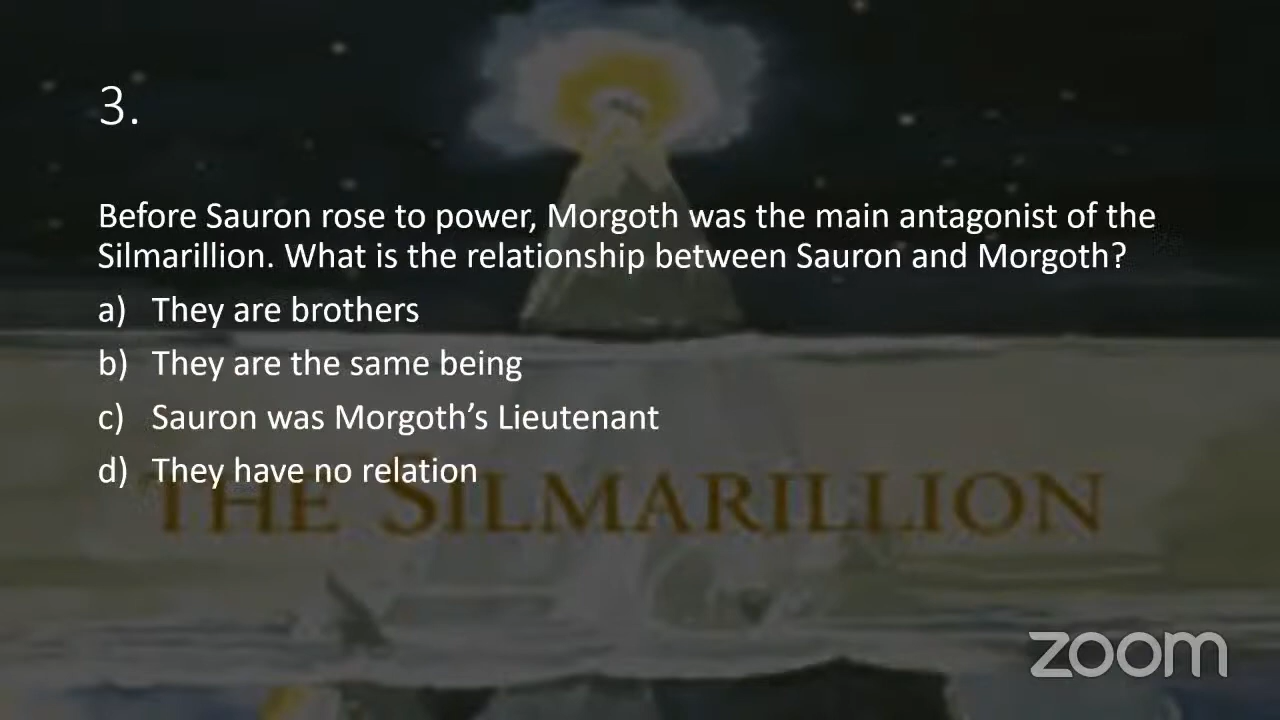 3.
Before Sauron rose to power, Morgoth was the main antagonist of the
Silmarillion. What is the relationship between Sauron and Morgoth?
a) They are brothers
b) They are the same being
c) Sauron was Morgoth’s Lieutenant
d) They have no relation
THE SILMARILLION
zoom